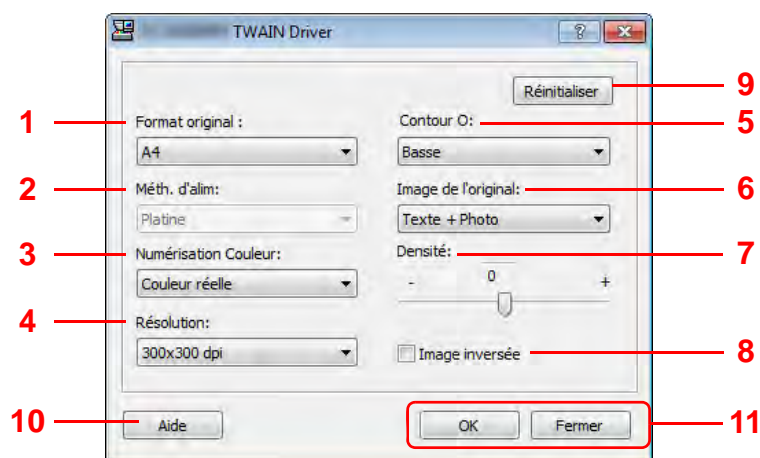 TWAIN Driver
?
Réinitialiser
9
1
Format original :
Contour O:
5
A4
Basse
2
Méth. d'alim:
Image de l'original:
6
Platine
Texte + Photo
3
Numérisation Couleur:
Densité:
7
Couleur réelle
- 0 +
4
Résolution:
300x300 dpi
Image inversée
8
10
Aide
OK
Fermer
11